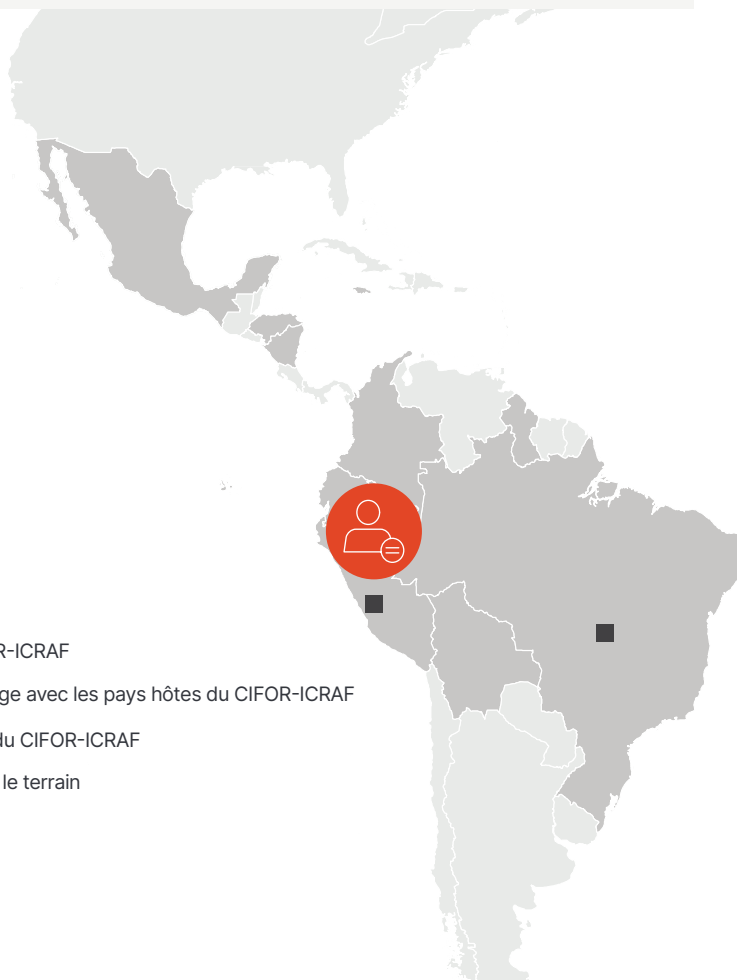 R-ICRAF
ge avec les pays hôtes du CIFOR-ICRAF
du CIFOR-ICRAF
le terrain